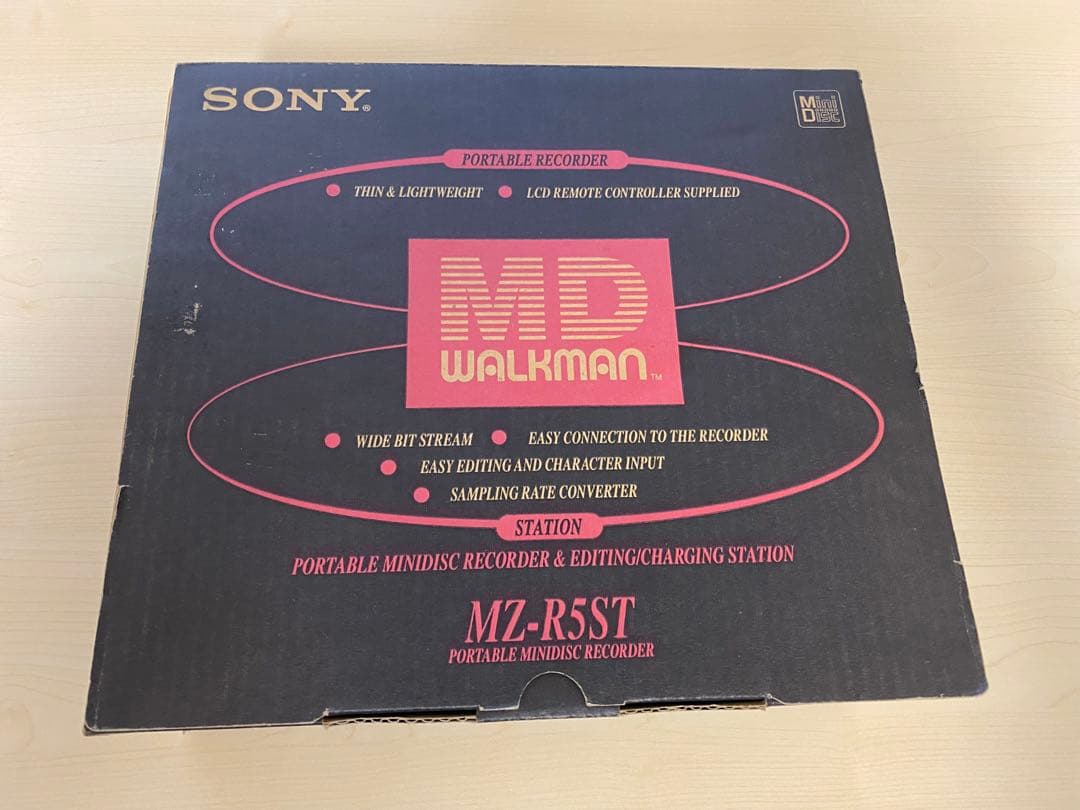 SONY®
Mini
Disc
PORTABLE RECORDER
THIN & LIGHTWEIGHT LCD REMOTE CONTROLLER SUPPLIED
MD
WALKMAN™
WIDE BIT STREAM EASY CONNECTION TO THE RECORDER
EASY EDITING AND CHARACTER INPUT
SAMPLING RATE CONVERTER
STATION
PORTABLE MINIDISC RECORDER & EDITING/CHARGING STATION
MZ-R5ST
PORTABLE MINIDISC RECORDER